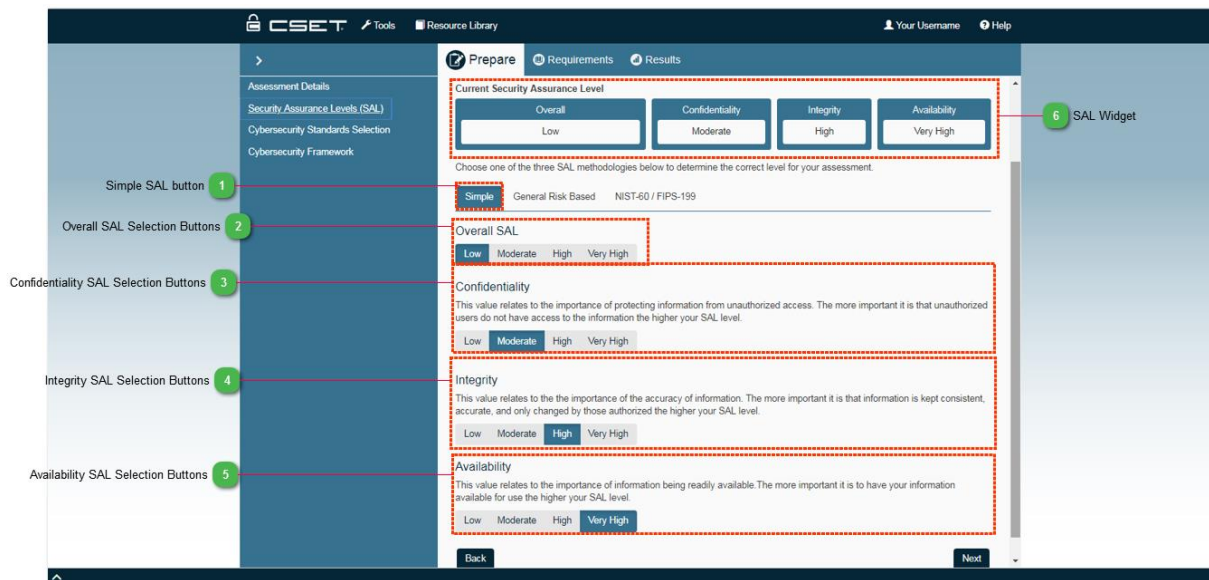 CSET Tools Resource Library Your Username Help
Prepare Requirements Results
Assessment Details
Security Assurance Levels (SAL)
Cybersecurity Standards Selection
Cybersecurity Framework
Current Security Assurance Level
Overall Confidentiality Integrity Availability
Low Moderate High Very High
6 SAL Widget
Choose one of the three SAL methodologies below to determine the correct level for your assessment.
Simple SAL button 1
Simple General Risk Based NIST-60 / FIPS-199
Overall SAL Selection Buttons 2
Overall SAL
Low Moderate High Very High
Confidentiality SAL Selection Buttons 3
Confidentiality
This value relates to the importance of protecting information from unauthorized access. The more important it is that unauthorized
users do not have access to the information the higher your SAL level.
Low Moderate High Very High
Integrity SAL Selection Buttons 4
Integrity
This value relates to the the importance of the accuracy of information. The more important it is that information is kept consistent,
accurate, and only changed by those authorized the higher your SAL level.
Low Moderate High Very High
Availability SAL Selection Buttons 5
Availability
This value relates to the importance of information being readily available.The more important it is to have your information
available for use the higher your SAL level.
Low Moderate High Very High
Back Next